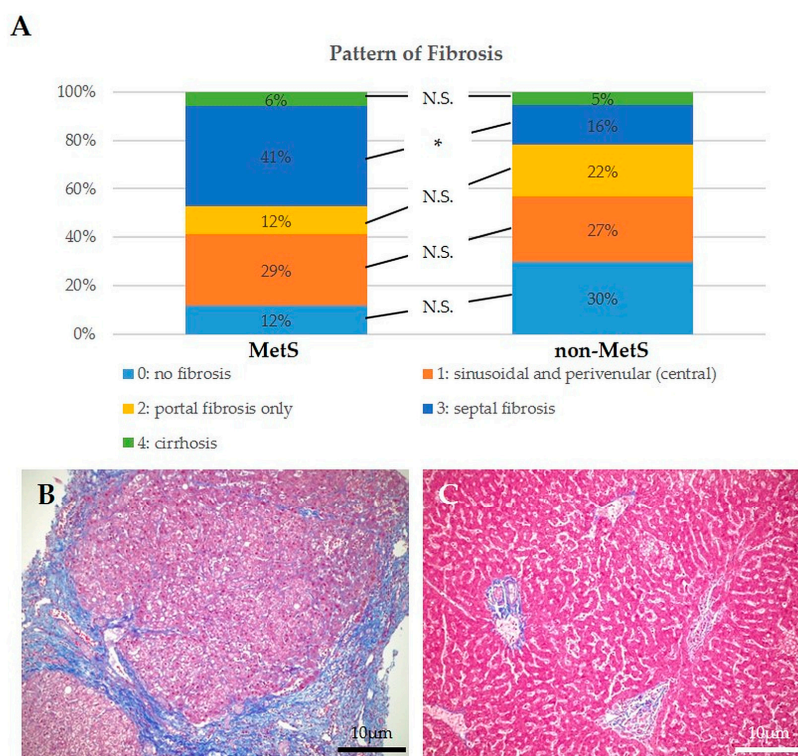 A
Pattern of Fibrosis
100%
80%
60%
40%
20%
0%
6%
41%
12%
29%
12%
N.S.
*
N.S.
N.S.
N.S.
5%
16%
22%
27%
30%
MetS non-MetS
0: no fibrosis 1: sinusoidal and perivenular (central)
2: portal fibrosis only 3: septal fibrosis
4: cirrhosis
B C
10μm 10μm